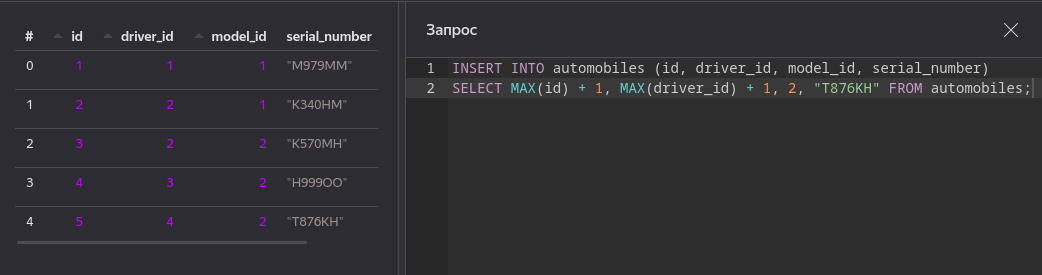 # id driver_id model_id serial_number
0 1 1 1 "M979MM"
1 2 2 1 "K340HM"
2 3 2 2 "K570MH"
3 4 3 2 "H999OO"
4 5 4 2 "T876KH"
Запрос
1 INSERT INTO automobiles (id, driver_id, model_id, serial_number)
2 SELECT MAX(id) + 1, MAX(driver_id) + 1, 2, "T876KH" FROM automobiles;